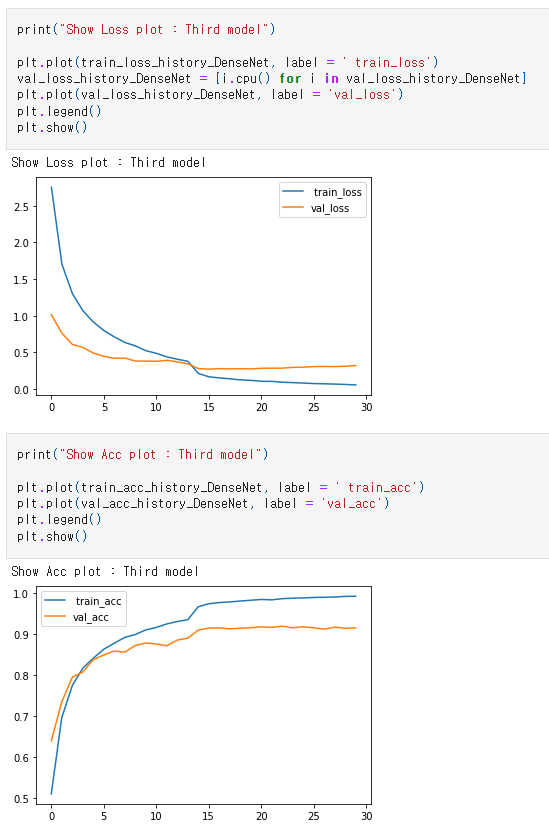 print("Show Loss plot : Third model")
plt.plot(train_loss_history_DenseNet, label = ' train_loss')
val_loss_history_DenseNet = [i.cpu() for i in val_loss_history_DenseNet]
plt.plot(val_loss_history_DenseNet, label = 'val_loss')
plt.legend()
plt.show()
Show Loss plot : Third model
train_loss
val_loss
2.5
2.0
1.5
1.0
0.5
0.0
0 5 10 15 20 25 30
print("Show Acc plot : Third model")
plt.plot(train_acc_history_DenseNet, label = ' train_acc')
plt.plot(val_acc_history_DenseNet, label = 'val_acc')
plt.legend()
plt.show()
Show Acc plot : Third model
train_acc
val_acc
1.0
0.9
0.8
0.7
0.6
0.5
0 5 10 15 20 25 30